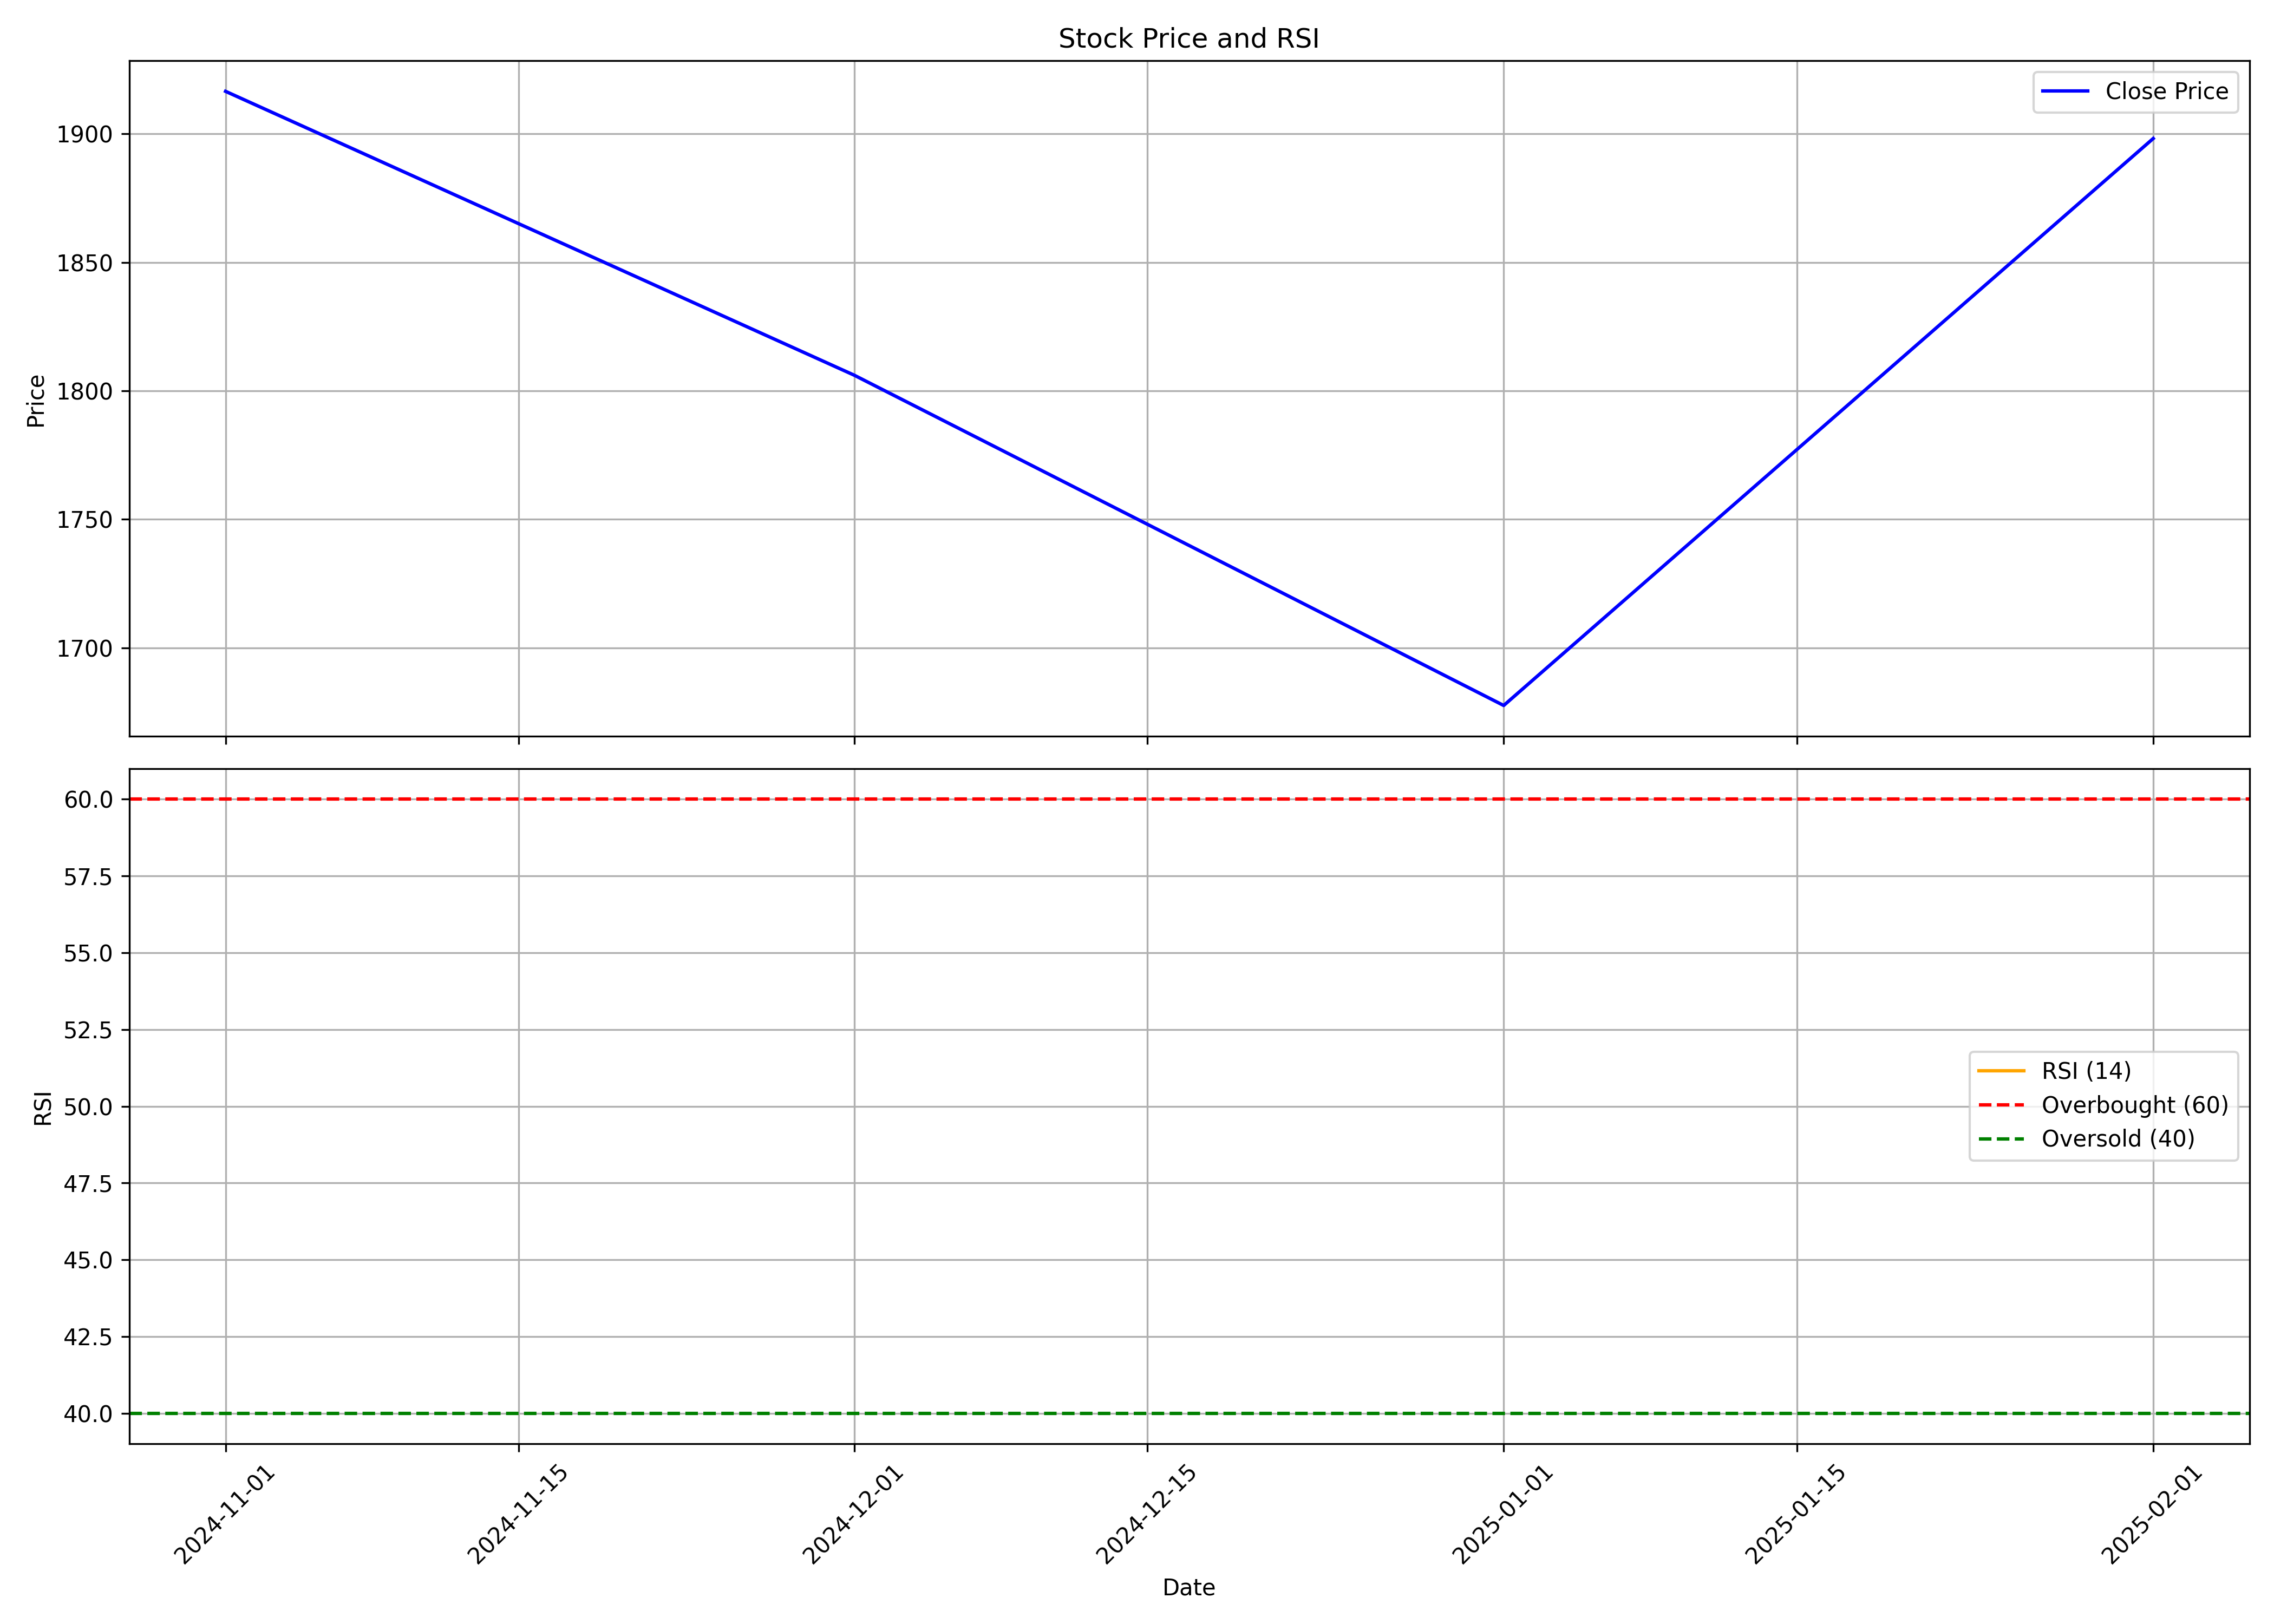 Stock Price and RSI
Close Price
Price
1900
1850
1800
1750
1700
RSI
60.0
57.5
55.0
52.5
50.0
47.5
45.0
42.5
40.0
RSI (14)
Overbought (60)
Oversold (40)
2024-11-01
2024-11-15
2024-12-01
2024-12-15
2025-01-01
2025-01-15
2025-02-01
Date